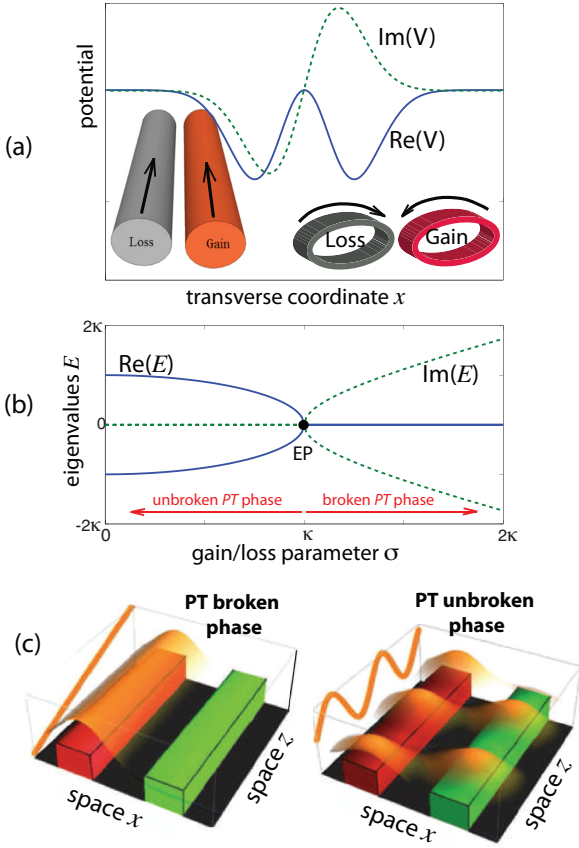 (a)
potential
Im(V)
Re(V)
Loss
Gain
Loss
Gain
transverse coordinate x
(b)
eigenvalues E
2κ
0
-2κ
Re(E)
Im(E)
EP
unbroken PT phase
broken PT phase
0
κ
2κ
gain/loss parameter σ
(c)
PT broken
phase
PT unbroken
phase
space x
space z
space x
space z